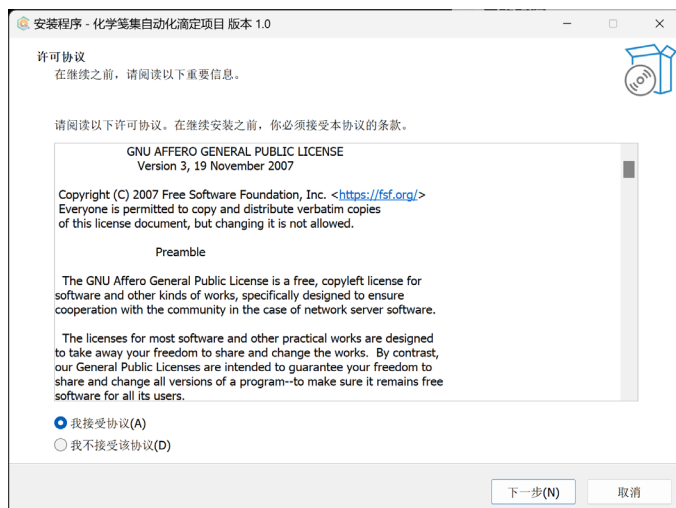 安装程序 - 化学笺集自动化滴定项目 版本 1.0
许可协议
在继续之前，请阅读以下重要信息。
请阅读以下许可协议。在继续安装之前，你必须接受本协议的条款。
GNU AFFERO GENERAL PUBLIC LICENSE
Version 3, 19 November 2007
Copyright (C) 2007 Free Software Foundation, Inc. <https://fsf.org/>
Everyone is permitted to copy and distribute verbatim copies
of this license document, but changing it is not allowed.
Preamble
The GNU Affero General Public License is a free, copyleft license for
software and other kinds of works, specifically designed to ensure
cooperation with the community in the case of network server software.
The licenses for most software and other practical works are designed
to take away your freedom to share and change the works.  By contrast,
our General Public Licenses are intended to guarantee your freedom to
share and change all versions of a program--to make sure it remains free
software for all its users.
我接受协议(A)
我不接受该协议(D)
下一步(N) 取消